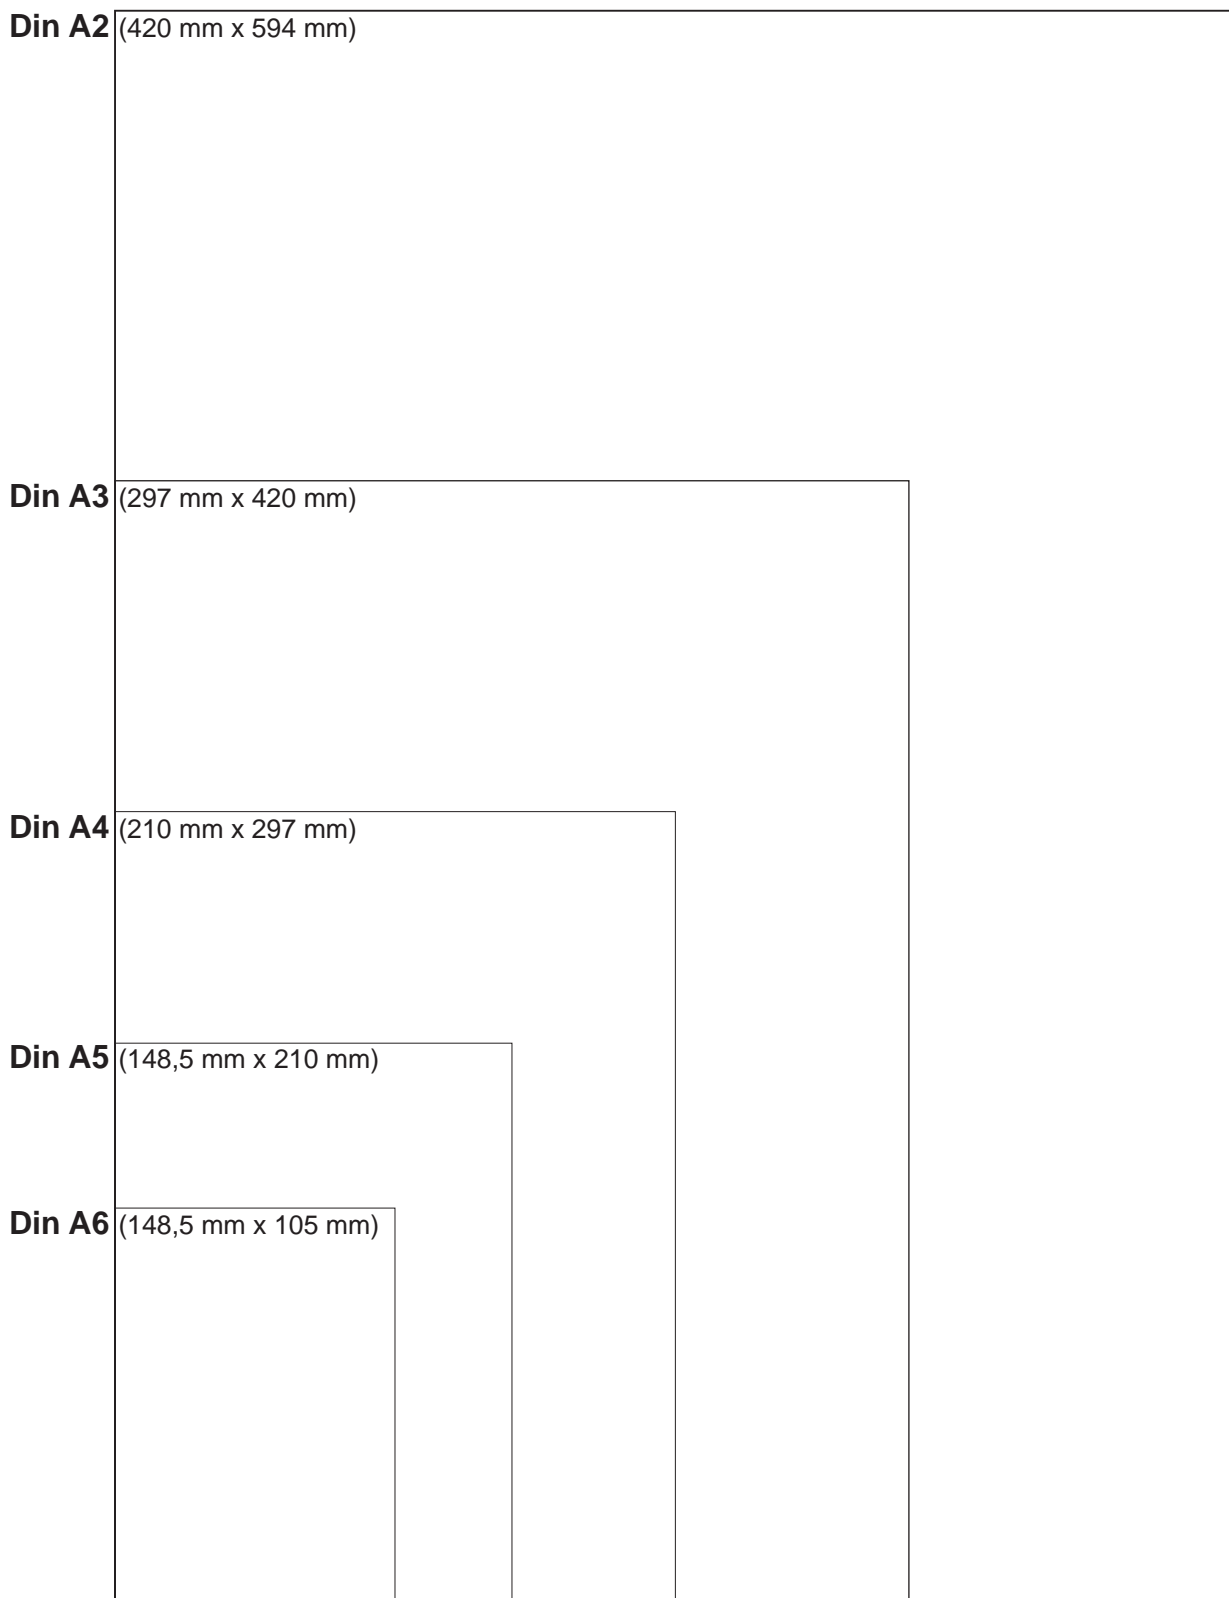 Din A2 (420 mm x 594 mm)
Din A3 (297 mm x 420 mm)
Din A4 (210 mm x 297 mm)
Din A5 (148,5 mm x 210 mm)
Din A6 (148,5 mm x 105 mm)